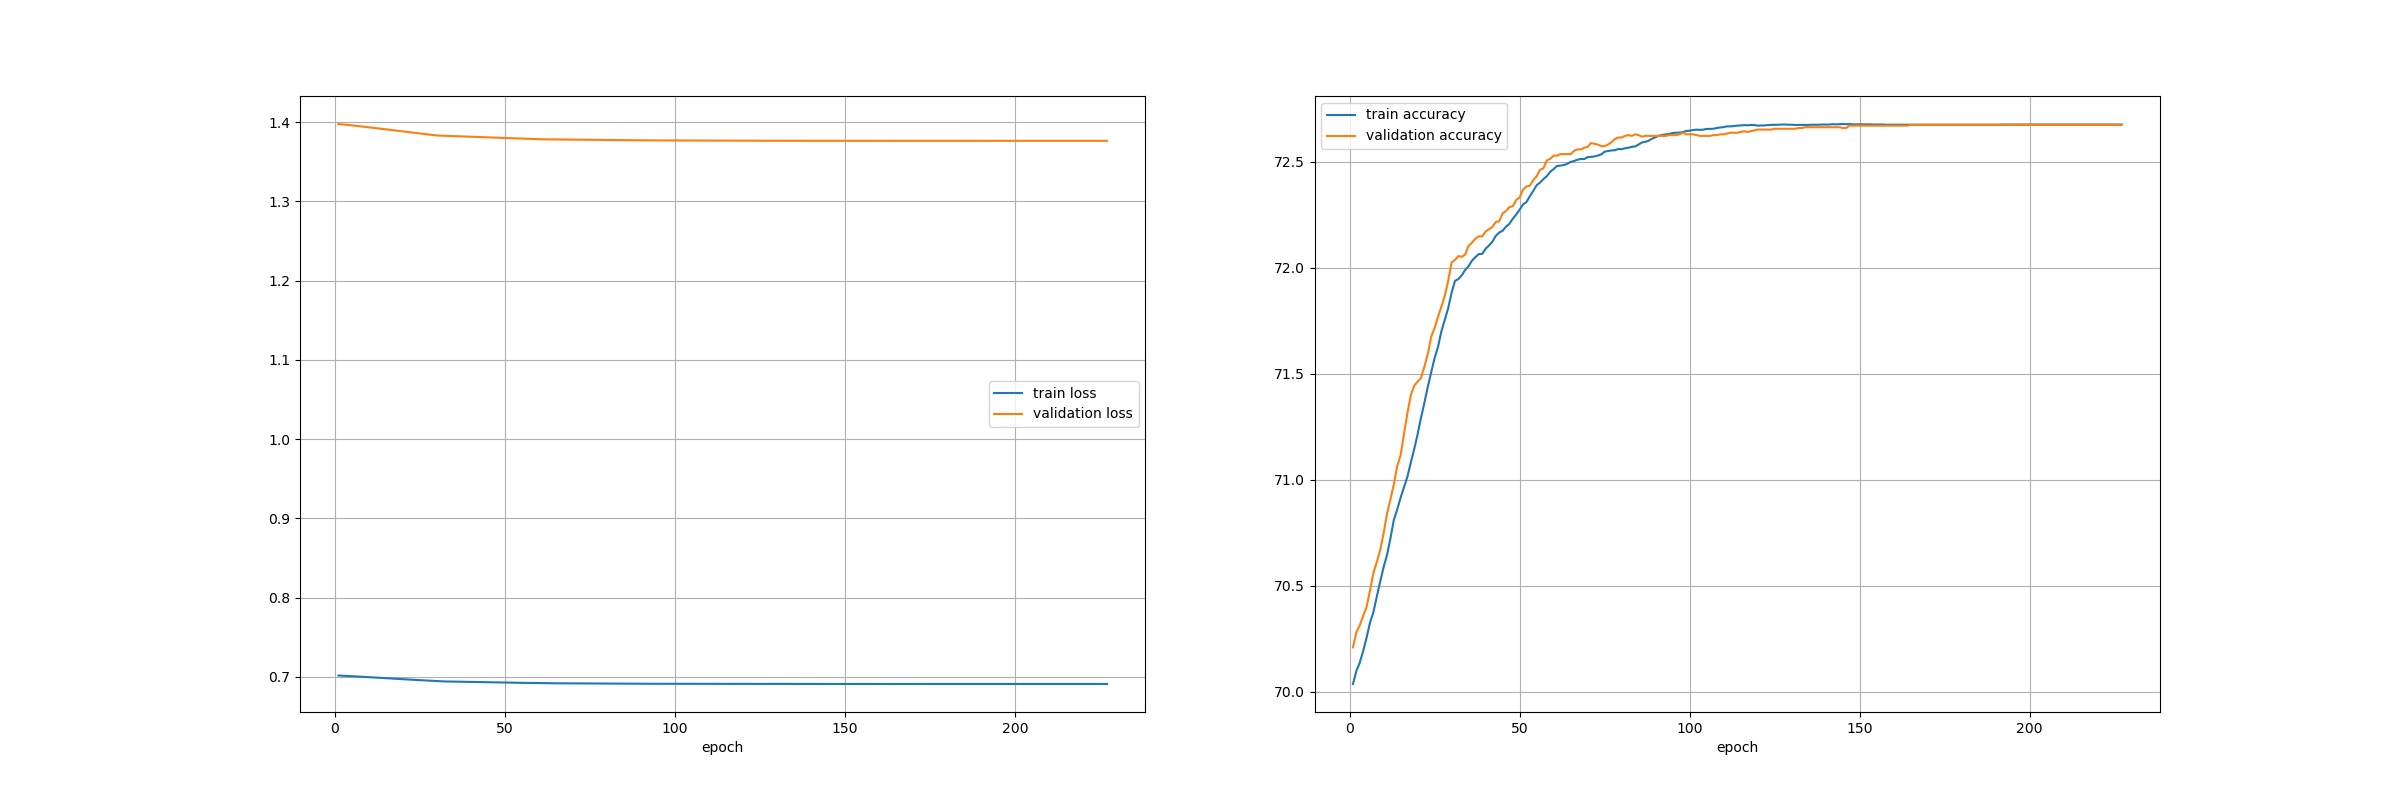 1.4
1.3
1.2
1.1
1.0
0.9
0.8
0.7
0 50 100 150 200
epoch
train loss
validation loss
train accuracy
validation accuracy
72.5
72.0
71.5
71.0
70.5
70.0
0 50 100 150 200
epoch